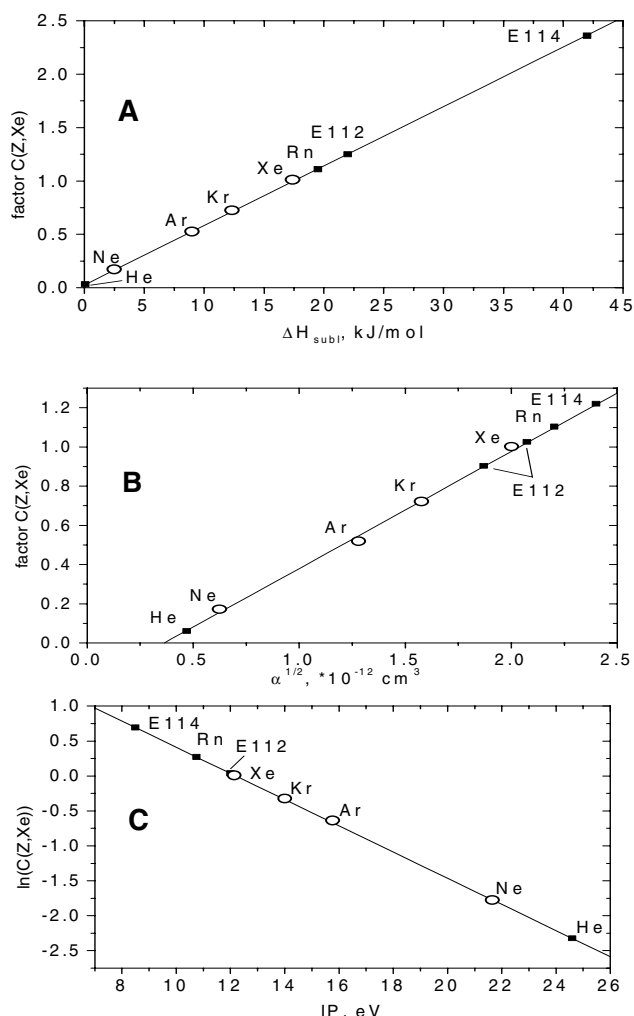 2.5
2.0
1.5
1.0
0.5
0.0
factor C(Z,Xe)
A
E114
E112
Rn
Xe
Kr
Ar
Ne
He
0 5 10 15 20 25 30 35 40 45
ΔH subl, kJ/mol
1.2
1.0
0.8
0.6
0.4
0.2
0.0
factor C(Z,Xe)
B
E114
Rn
Xe
E112
Kr
Ar
Ne
He
0.0 0.5 1.0 1.5 2.0 2.5
α 1/2, *10 -12 cm 3
1.0
0.5
0.0
-0.5
-1.0
-1.5
-2.0
-2.5
ln(C(Z,Xe))
C
E114
Rn
E112
Xe
Kr
Ar
Ne
He
8 10 12 14 16 18 20 22 24 26
IP, eV